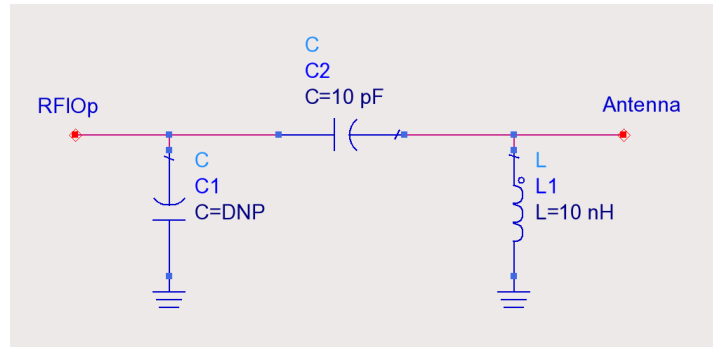 C
C2
C=10 pF
RFIOp
Antenna
C
C1
C=DNP
L
L1
L=10 nH